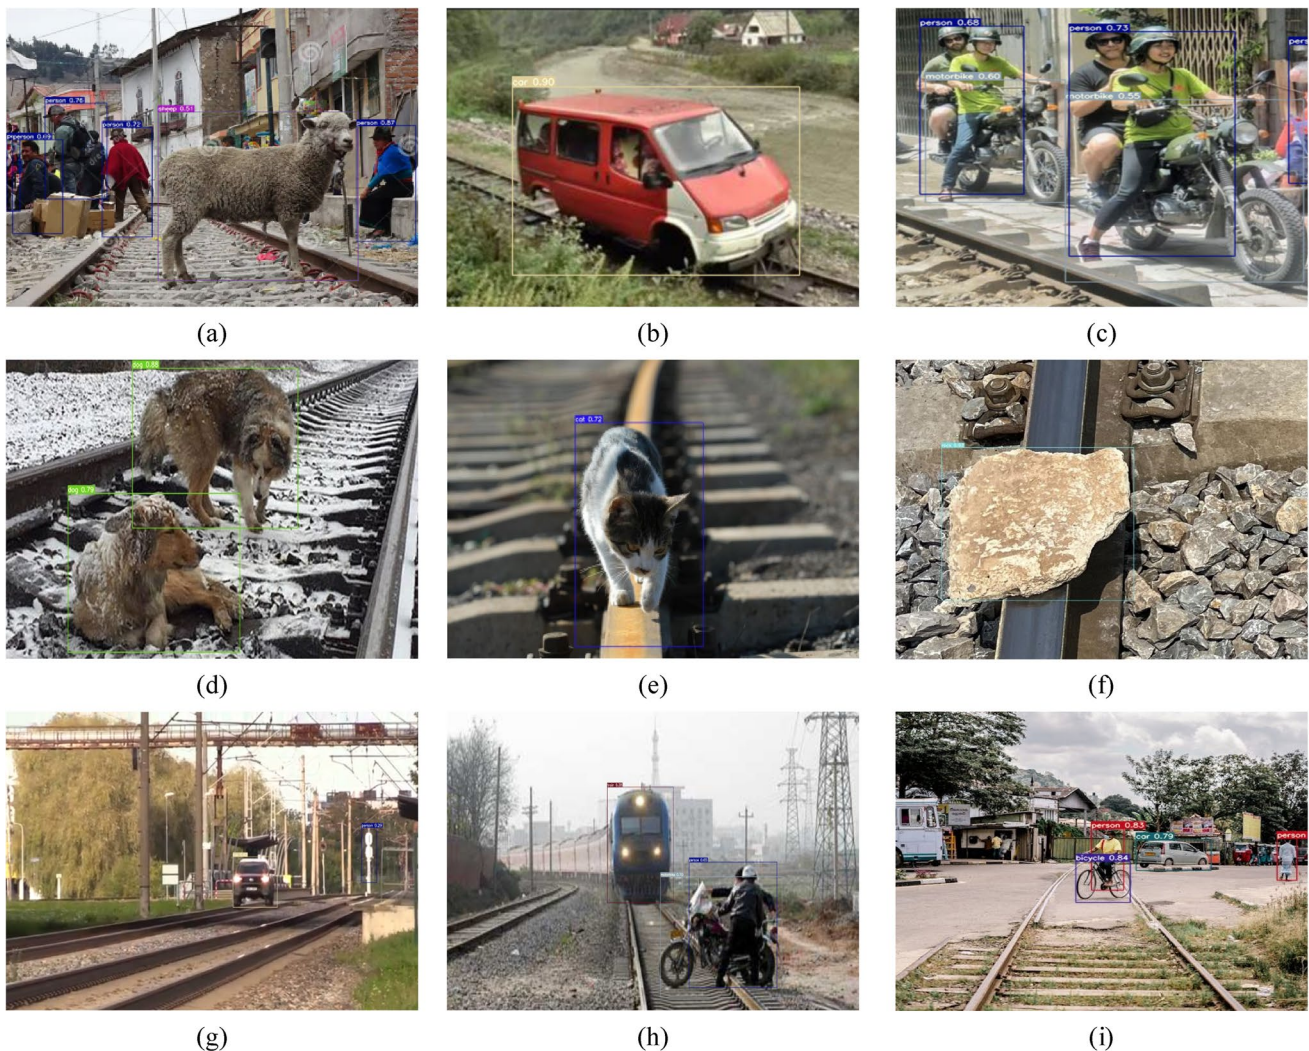 person 0.76
sheep 0.51
person 0.72
person 0.87
car 0.90
person 0.68
person 0.73
motorbike 0.60
motorbike 0.55
(a)
(b)
(c)
dog 0.79
cat 0.72
(d)
(e)
(f)
person 0.83
car 0.79
person
bicycle 0.84
(g)
(h)
(i)